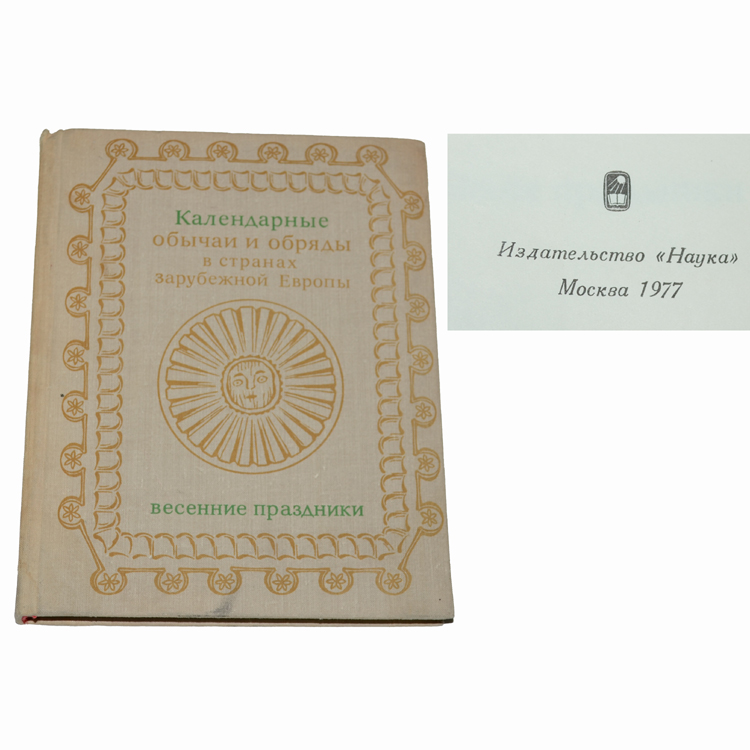 Календарные
обычаи и обряды
в странах
зарубежной Европы
весенние праздники
Издательство «Наука»
Москва 1977